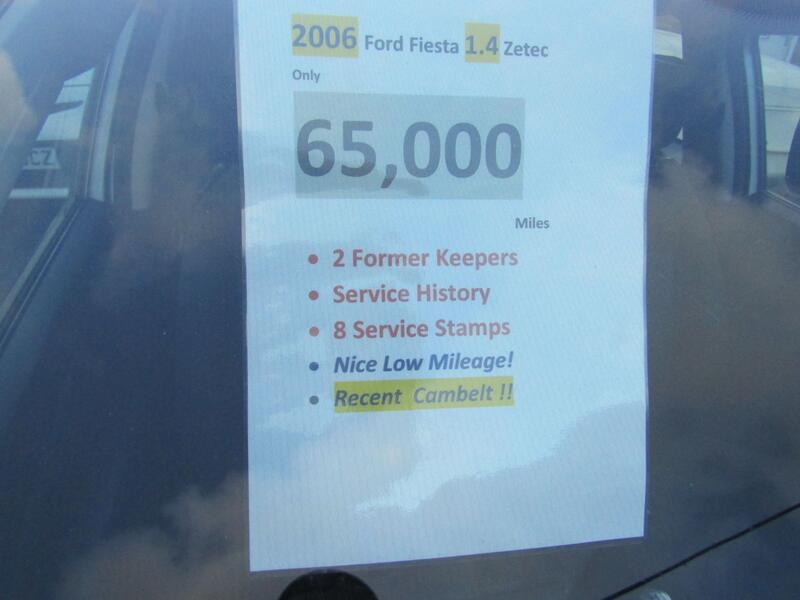 2006 Ford Fiesta 1.4 Zetec
Only
65,000
Miles
• 2 Former Keepers
• Service History
• 8 Service Stamps
• Nice Low Mileage!
• Recent Cambelt !!
CZ